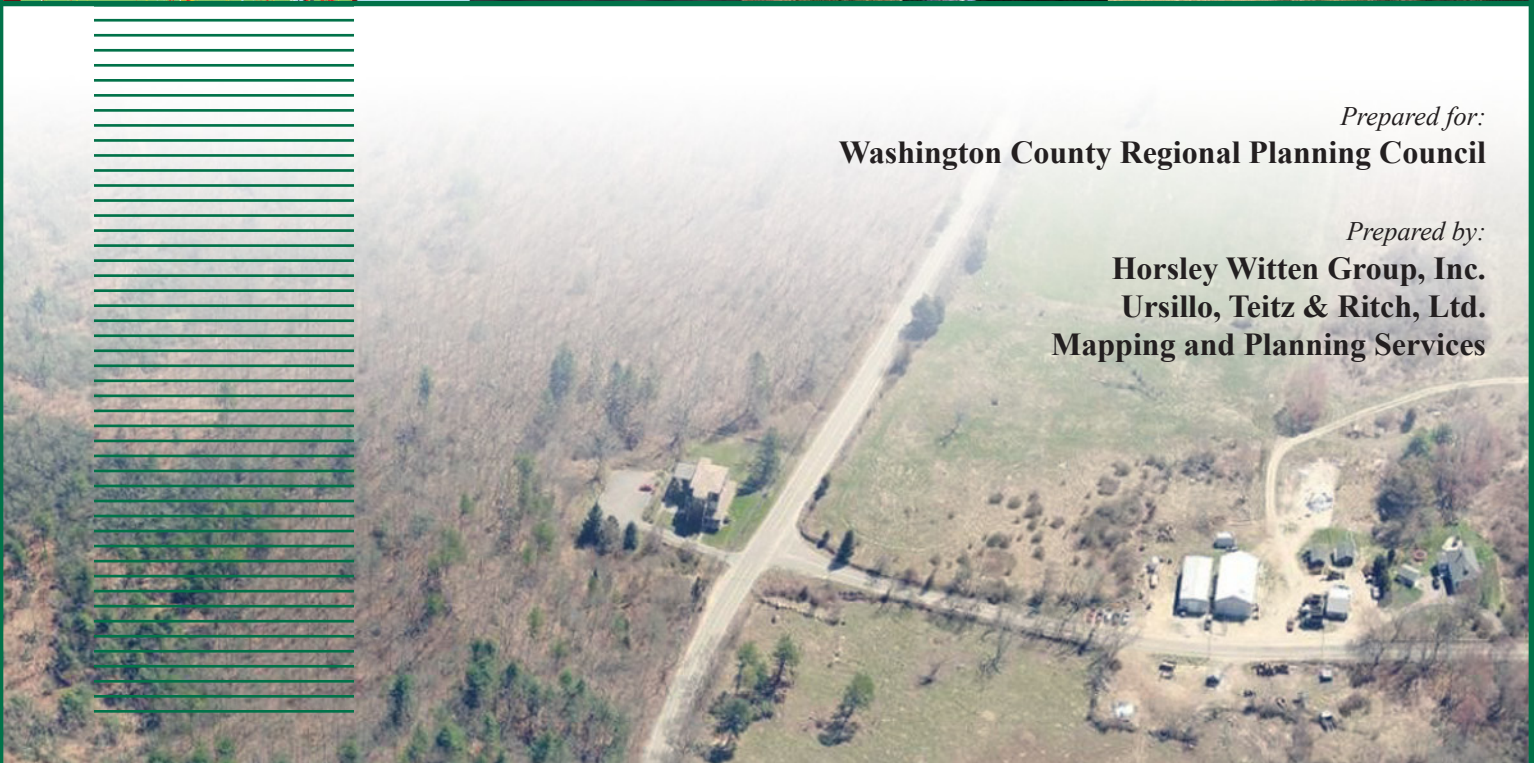 Prepared for:
Washington County Regional Planning Council
Prepared by:
Horsley Witten Group, Inc.
Ursillo, Teitz & Ritch, Ltd.
Mapping and Planning Services